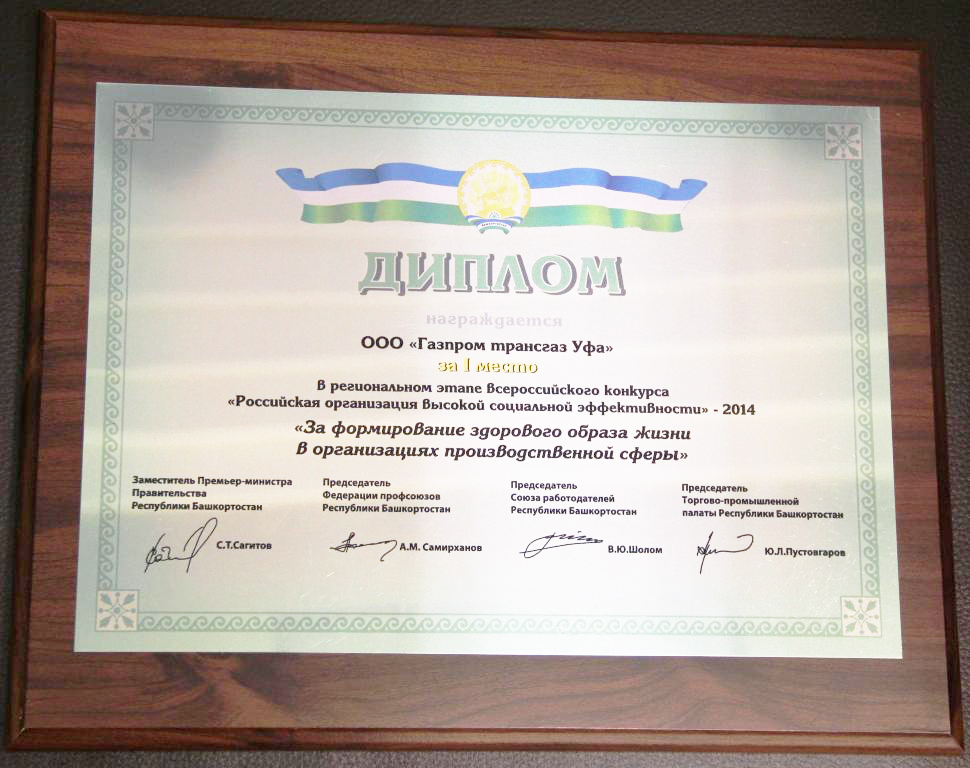 ДИПЛОМ
награждается
ООО «Газпром трансгаз Уфа»
за I место
в региональном этапе всероссийского конкурса
«Российская организация высокой социальной эффективности» - 2014
«За формирование здорового образа жизни
в организациях производственной сферы»
Заместитель Премьер-министра
Правительства
Республики Башкортостан
С.Т.Сагитов
Председатель
Федерации профсоюзов
Республики Башкортостан
А.М. Самирханов
Председатель
Союза работодателей
Республики Башкортостан
В.Ю.Шолом
Председатель
Торгово-промышленной
палаты Республики Башкортостан
Ю.Л.Пустовгаров